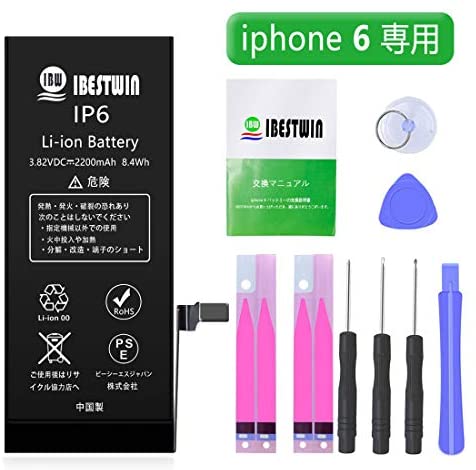 IBW IBESTWIN
IP6
Li-ion Battery
3.82VDC⎓2200mAh 8.4Wh
⚠危険
発熱・発火・破裂の恐れあり
次のことはしないでください
・指定機械以外での使用
・火中投入や加熱
・分解・改造・端子のショート
Li-ion 00
RoHS
PS
E
ご使用後はリサ
イクル協力店へ
ピーシーエスジャパン
株式会社
中国製
iphone 6 専用
IBW IBESTWIN
交換マニュアル